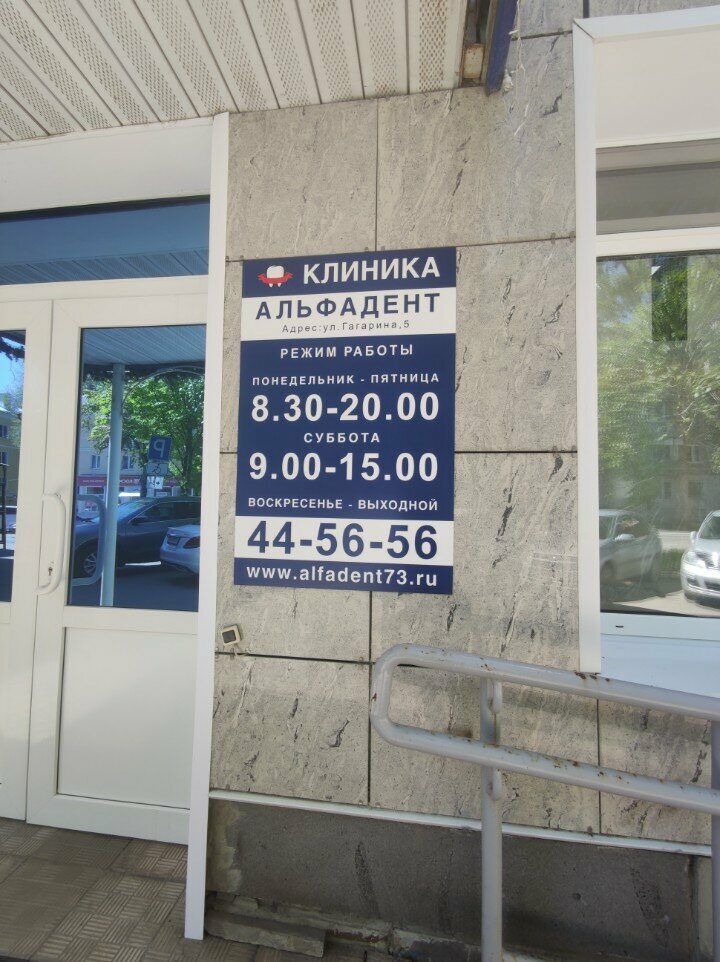 КЛИНИКА
АЛЬФАДЕНТ
Адрес:ул.Гагарина,5
РЕЖИМ РАБОТЫ
ПОНЕДЕЛЬНИК - ПЯТНИЦА
8.30-20.00
СУББОТА
9.00-15.00
ВОСКРЕСЕНЬЕ - ВЫХОДНОЙ
44-56-56
www.alfadent73.ru